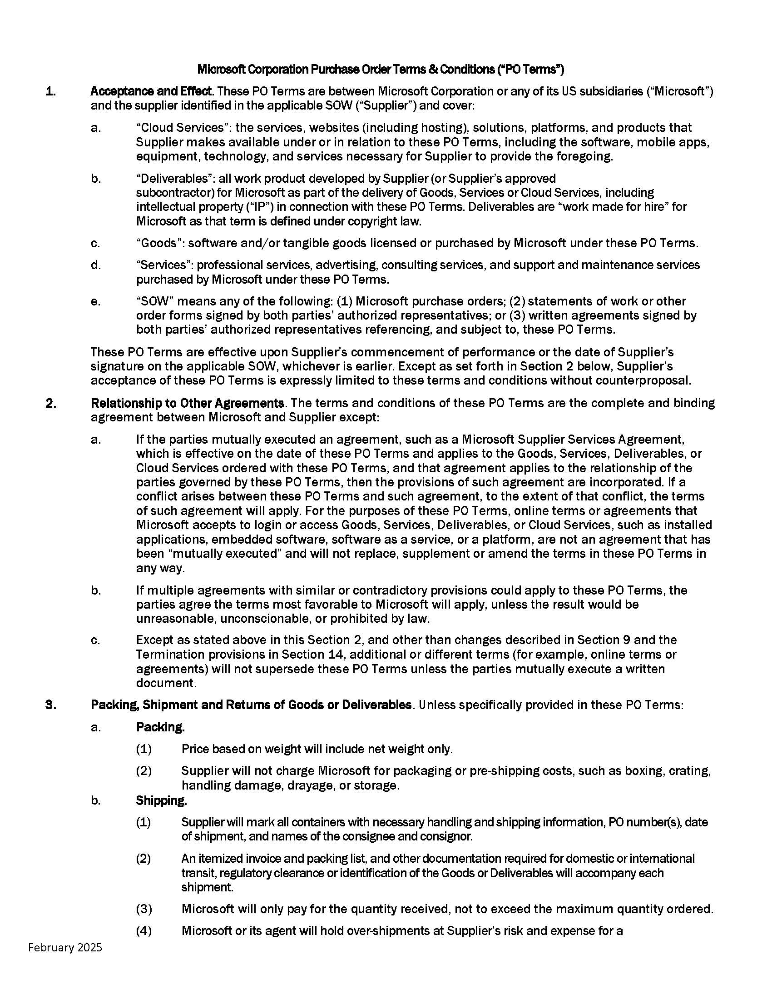 Microsoft Corporation Purchase Order Terms & Conditions (“PO Terms”)
1. Acceptance and Effect. These PO Terms are between Microsoft Corporation or any of its US subsidiaries (“Microsoft”)
and the supplier identified in the applicable SOW (“Supplier”) and cover:
a. “Cloud Services”: the services, websites (including hosting), solutions, platforms, and products that
Supplier makes available under or in relation to these PO Terms, including the software, mobile apps,
equipment, technology, and services necessary for Supplier to provide the foregoing.
b. “Deliverables”: all work product developed by Supplier (or Supplier’s approved
subcontractor) for Microsoft as part of the delivery of Goods, Services or Cloud Services, including
intellectual property (“IP”) in connection with these PO Terms. Deliverables are “work made for hire” for
Microsoft as that term is defined under copyright law.
c. “Goods”: software and/or tangible goods licensed or purchased by Microsoft under these PO Terms.
d. “Services”: professional services, advertising, consulting services, and support and maintenance services
purchased by Microsoft under these PO Terms.
e. “SOW” means any of the following: (1) Microsoft purchase orders; (2) statements of work or other
order forms signed by both parties’ authorized representatives; or (3) written agreements signed by
both parties’ authorized representatives referencing, and subject to, these PO Terms.
These PO Terms are effective upon Supplier’s commencement of performance or the date of Supplier’s
signature on the applicable SOW, whichever is earlier. Except as set forth in Section 2 below, Supplier’s
acceptance of these PO Terms is expressly limited to these terms and conditions without counterproposal.
2. Relationship to Other Agreements. The terms and conditions of these PO Terms are the complete and binding
agreement between Microsoft and Supplier except:
a. If the parties mutually executed an agreement, such as a Microsoft Supplier Services Agreement,
which is effective on the date of these PO Terms and applies to the Goods, Services, Deliverables, or
Cloud Services ordered with these PO Terms, and that agreement applies to the relationship of the
parties governed by these PO Terms, then the provisions of such agreement are incorporated. If a
conflict arises between these PO Terms and such agreement, to the extent of that conflict, the terms
of such agreement will apply. For the purposes of these PO Terms, online terms or agreements that
Microsoft accepts to login or access Goods, Services, Deliverables, or Cloud Services, such as installed
applications, embedded software, software as a service, or a platform, are not an agreement that has
been “mutually executed” and will not replace, supplement or amend the terms in these PO Terms in
any way.
b. If multiple agreements with similar or contradictory provisions could apply to these PO Terms, the
parties agree the terms most favorable to Microsoft will apply, unless the result would be
unreasonable, unconscionable, or prohibited by law.
c. Except as stated above in this Section 2, and other than changes described in Section 9 and the
Termination provisions in Section 14, additional or different terms (for example, online terms or
agreements) will not supersede these PO Terms unless the parties mutually execute a written
document.
3. Packing, Shipment and Returns of Goods or Deliverables. Unless specifically provided in these PO Terms:
a. Packing.
(1) Price based on weight will include net weight only.
(2) Supplier will not charge Microsoft for packaging or pre-shipping costs, such as boxing, crating,
handling damage, drayage, or storage.
b. Shipping.
(1) Supplier will mark all containers with necessary handling and shipping information, PO number(s), date
of shipment, and names of the consignee and consignor.
(2) An itemized invoice and packing list, and other documentation required for domestic or international
transit, regulatory clearance or identification of the Goods or Deliverables will accompany each
shipment.
(3) Microsoft will only pay for the quantity received, not to exceed the maximum quantity ordered.
(4) Microsoft or its agent will hold over-shipments at Supplier’s risk and expense for a
February 2025